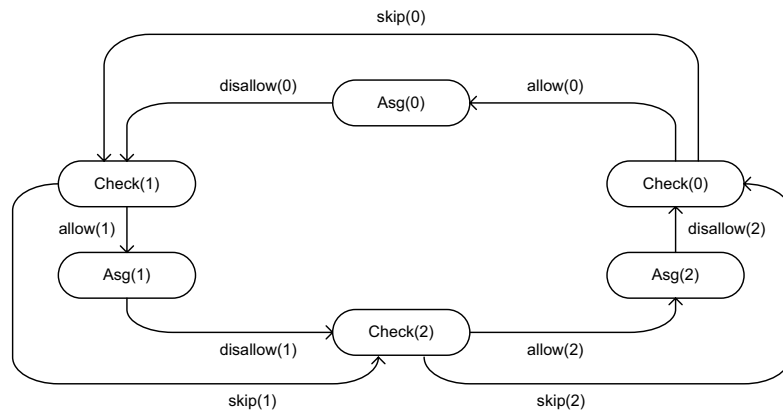 skip(0)
disallow(0)
Asg(0)
allow(0)
Check(1)
Check(0)
allow(1)
disallow(2)
Asg(1)
Asg(2)
Check(2)
disallow(1)
allow(2)
skip(1)
skip(2)